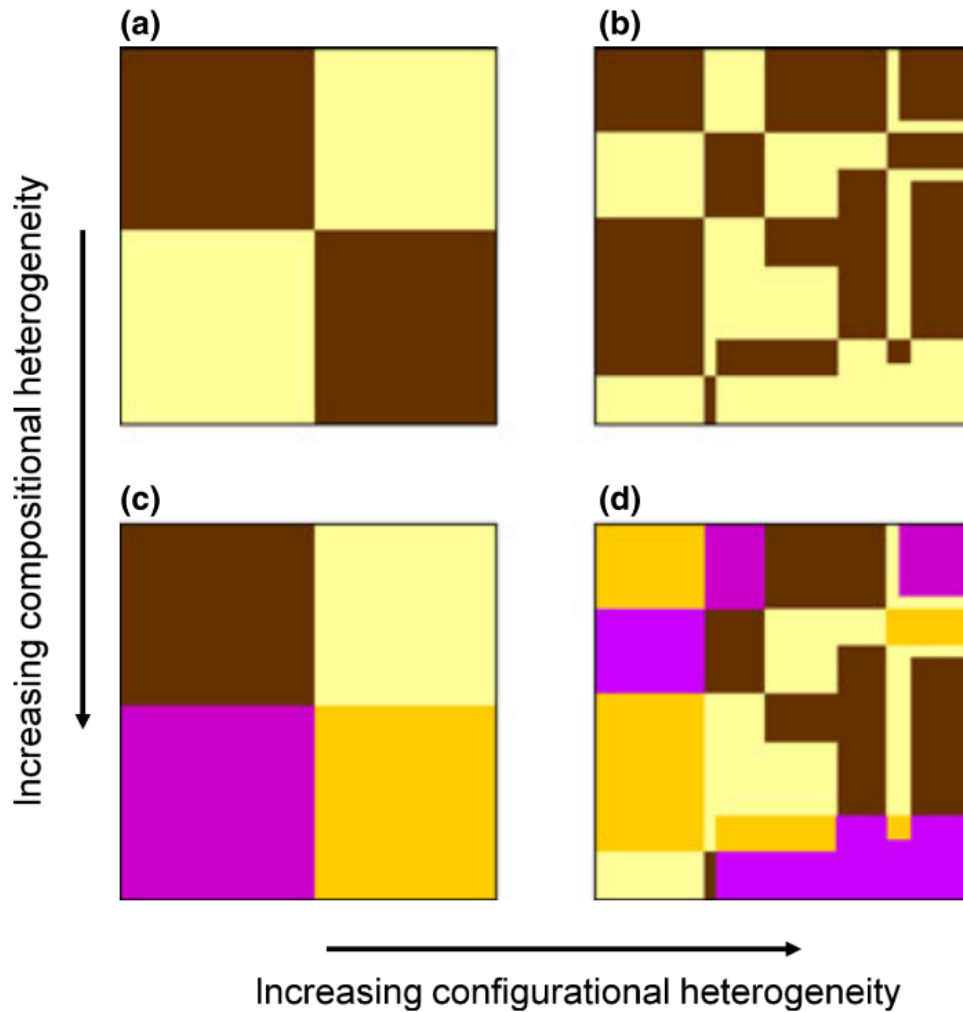 (a)
(b)
Increasing compositional heterogeneity
(c)
(d)
Increasing configurational heterogeneity